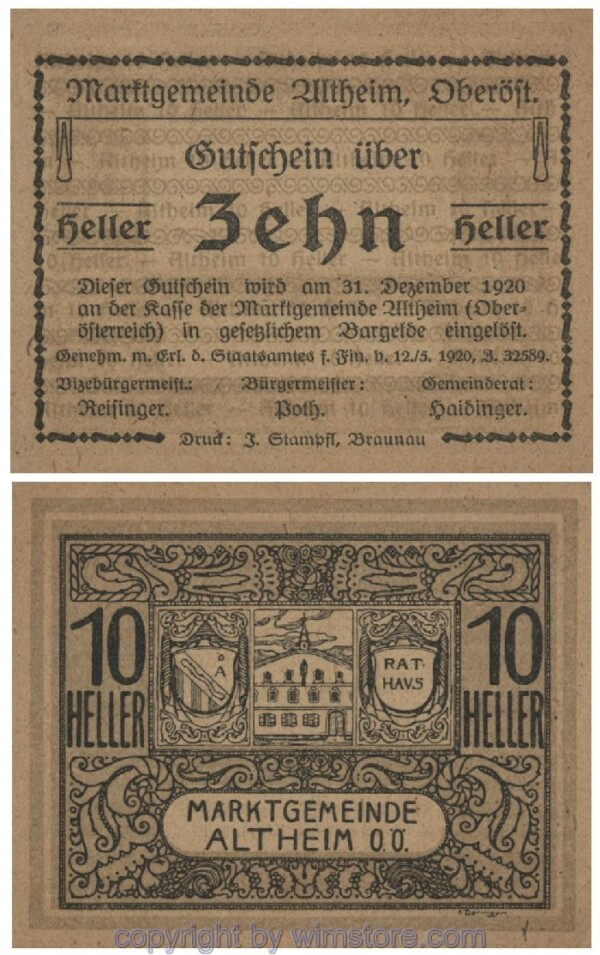 Marktgemeinde Altheim, Oberöst.
Gutschein über
Heller Zehn Heller
Dieser Gutschein wird am 31. Dezember 1920
an der Kasse der Marktgemeinde Altheim (Ober-
österreich) in gesetzlichem Bargelde eingelöst.
Genehm. m. Erl. d. Staatsamtes f. Fin. v. 12./5. 1920, Z. 32589.
Vizebürgermeist.: Bürgermeister: Gemeinderat:
Reisinger. Poth. Haidinger.
Druck: J. Stampfl, Braunau
10 HELLER
A
RAT-
HAVS
10 HELLER
MARKTGEMEINDE
ALTHEIM O.Ö.
copyright by wimstore.com